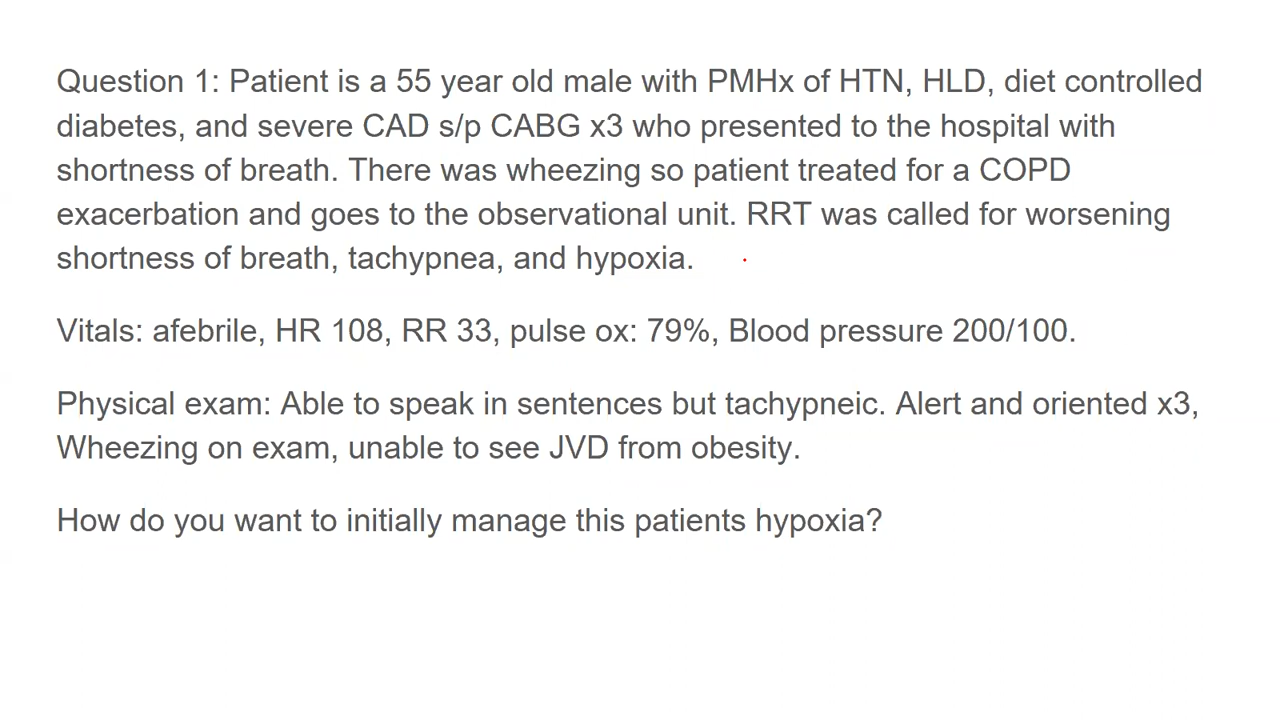 Question 1: Patient is a 55 year old male with PMHx of HTN, HLD, diet controlled
diabetes, and severe CAD s/p CABG x3 who presented to the hospital with
shortness of breath. There was wheezing so patient treated for a COPD
exacerbation and goes to the observational unit. RRT was called for worsening
shortness of breath, tachypnea, and hypoxia.
Vitals: afebrile, HR 108, RR 33, pulse ox: 79%, Blood pressure 200/100.
Physical exam: Able to speak in sentences but tachypneic. Alert and oriented x3,
Wheezing on exam, unable to see JVD from obesity.
How do you want to initially manage this patients hypoxia?